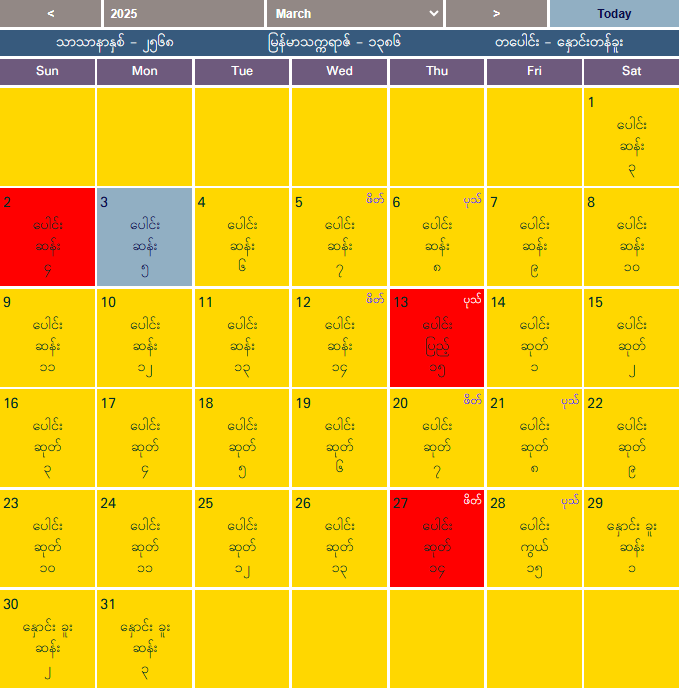 < 2025 March > Today
သာသာနာနှစ် - ၂၅၆၈ မြန်မာသက္ကရာဇ် - ၁၃၈၆ တပေါင်း - နှောင်းတန်ခူး
Sun Mon Tue Wed Thu Fri Sat
1
ပေါင်း
ဆန်း
၃
2 3 4 5 ဖိတ် 6 ပုသ် 7 8
ပေါင်း ပေါင်း ပေါင်း ပေါင်း ပေါင်း ပေါင်း ပေါင်း
ဆန်း ဆန်း ဆန်း ဆန်း ဆန်း ဆန်း ဆန်း
၄ ၅ ၆ ၇ ၈ ၉ ၁၀
9 10 11 12 ဖိတ် 13 ပုသ် 14 15
ပေါင်း ပေါင်း ပေါင်း ပေါင်း ပေါင်း ပေါင်း ပေါင်း
ဆန်း ဆန်း ဆန်း ဆန်း ပြည့် ဆုတ် ဆုတ်
၁၁ ၁၂ ၁၃ ၁၄ ၁၅ ၁ ၂
16 17 18 19 20 ဖိတ် 21 ပုသ် 22
ပေါင်း ပေါင်း ပေါင်း ပေါင်း ပေါင်း ပေါင်း ပေါင်း
ဆုတ် ဆုတ် ဆုတ် ဆုတ် ဆုတ် ဆုတ် ဆုတ်
၃ ၄ ၅ ၆ ၇ ၈ ၉
23 24 25 26 27 ဖိတ် 28 ပုသ် 29
ပေါင်း ပေါင်း ပေါင်း ပေါင်း ပေါင်း ပေါင်း နှောင်း ခူး
ဆုတ် ဆုတ် ဆုတ် ဆုတ် ဆုတ် ကွယ် ဆန်း
၁၀ ၁၁ ၁၂ ၁၃ ၁၄ ၁၅ ၁
30 31
နှောင်း ခူး နှောင်း ခူး
ဆန်း ဆန်း
၂ ၃